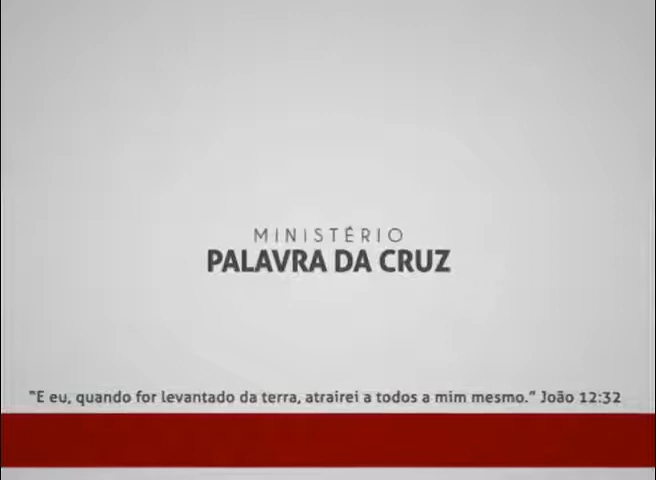 MINISTÉRIO
PALAVRA DA CRUZ
"E eu, quando for levantado da terra, atrairei a todos a mim mesmo." João 12:32